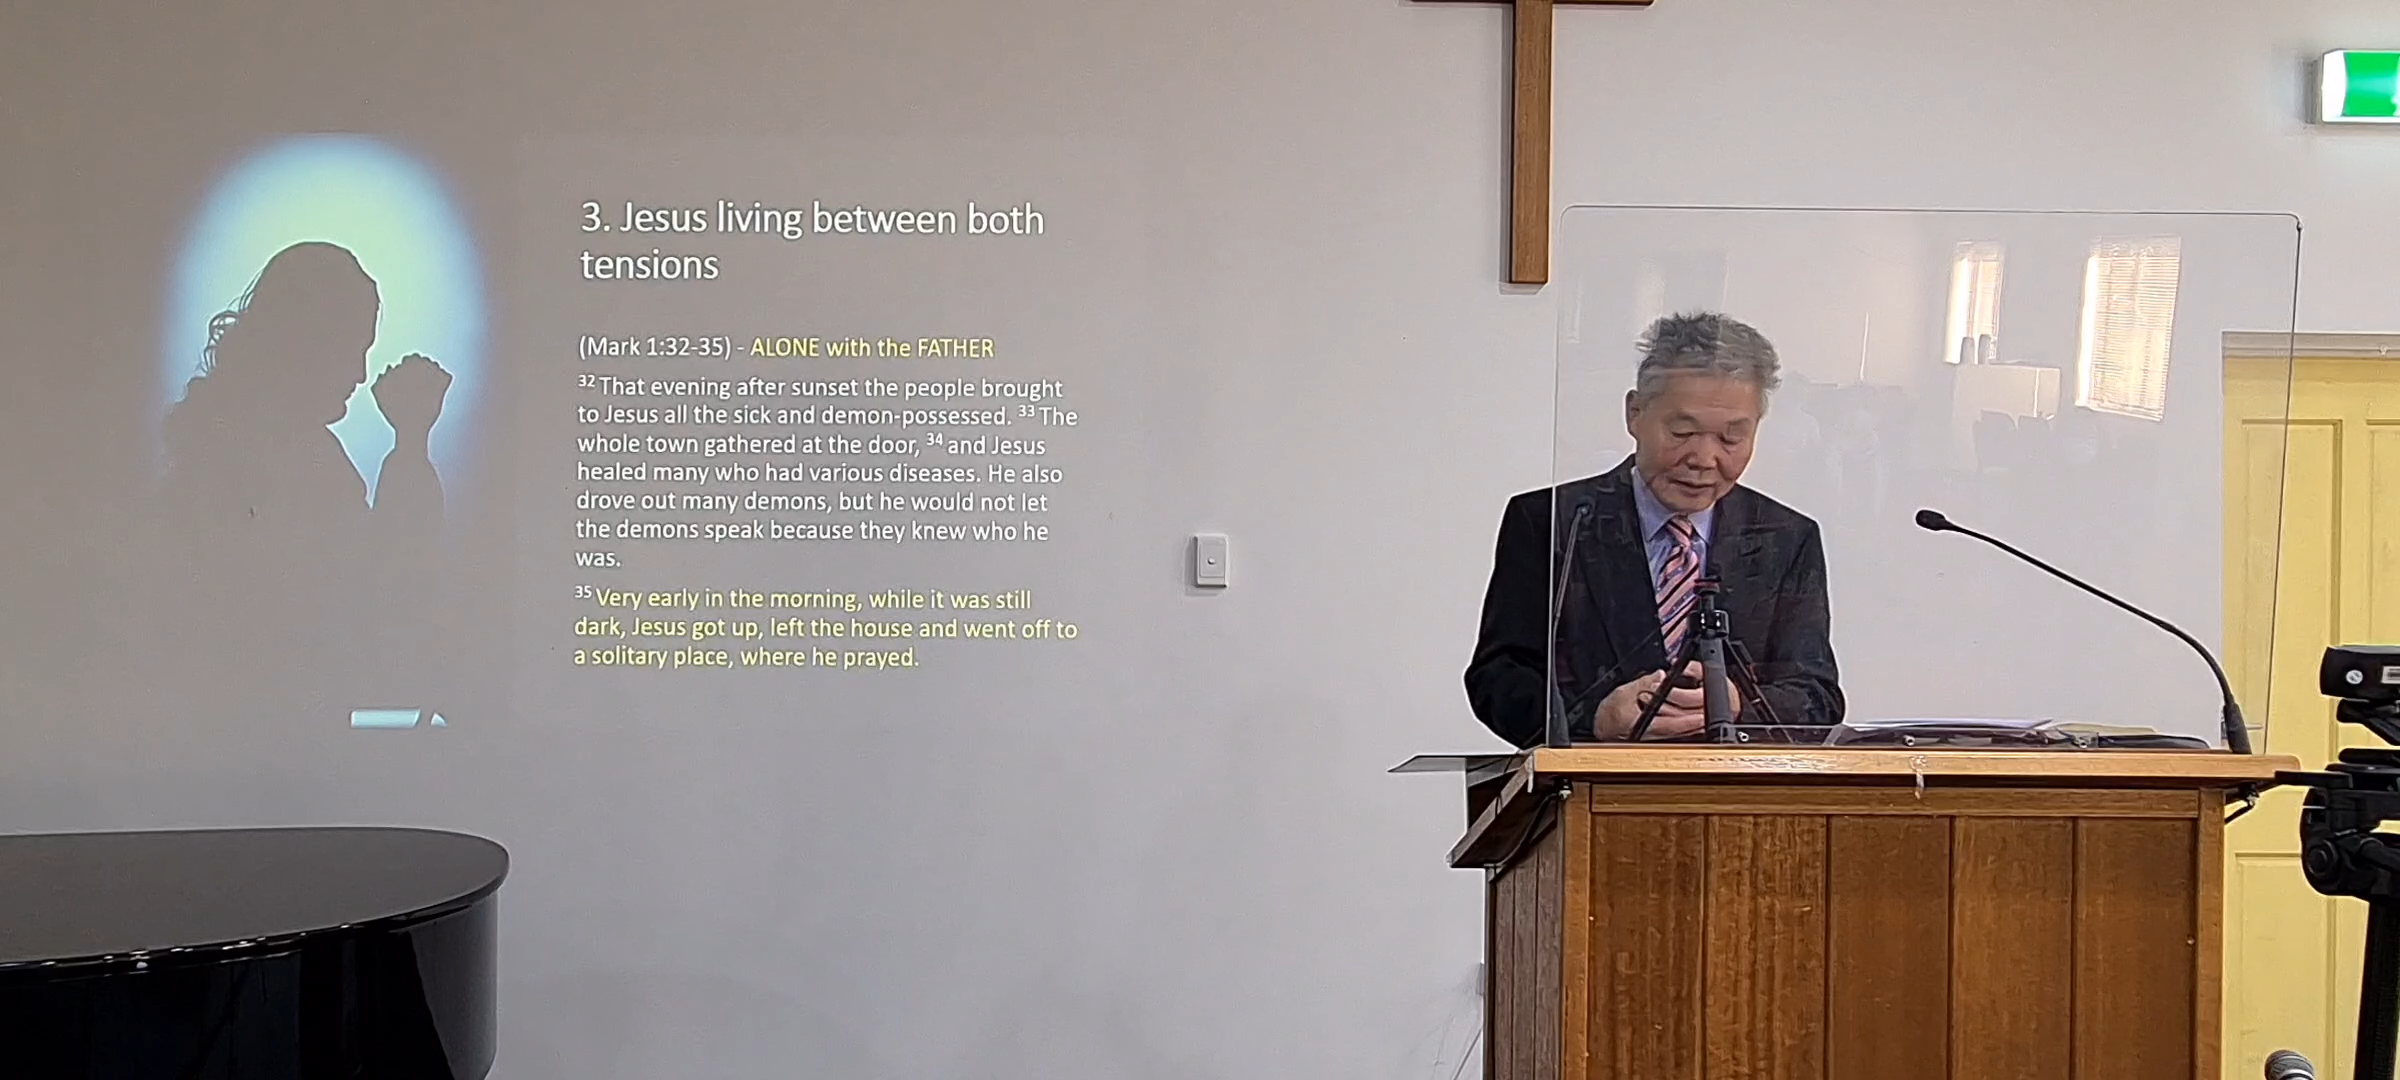 3. Jesus living between both
tensions
(Mark 1:32-35) - ALONE with the FATHER
32 That evening after sunset the people brought
to Jesus all the sick and demon-possessed. 33 The
whole town gathered at the door, 34 and Jesus
healed many who had various diseases. He also
drove out many demons, but he would not let
the demons speak because they knew who he
was.
35 Very early in the morning, while it was still
dark, Jesus got up, left the house and went off to
a solitary place, where he prayed.